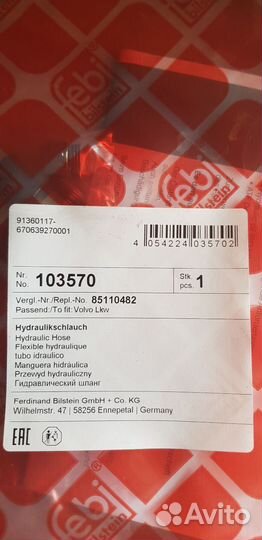 febi
bilstein
91360117-
670639270001
4 054224 035702
Nr.
No. 103570
Stk.
pcs. 1
Vergl.-Nr./Repl.-No. 85110482
Passend:/To fit: Volvo Lkw
Hydraulikschlauch
Hydraulic Hose
Flexible hydraulique
tubo idraulico
Manguera hidráulica
Przewyd hydrauliczny
Гидравлический шланг
Ferdinand Bilstein GmbH + Co. KG
Wilhelmstr. 47 | 58256 Ennepetal | Germany
EAC
Avito